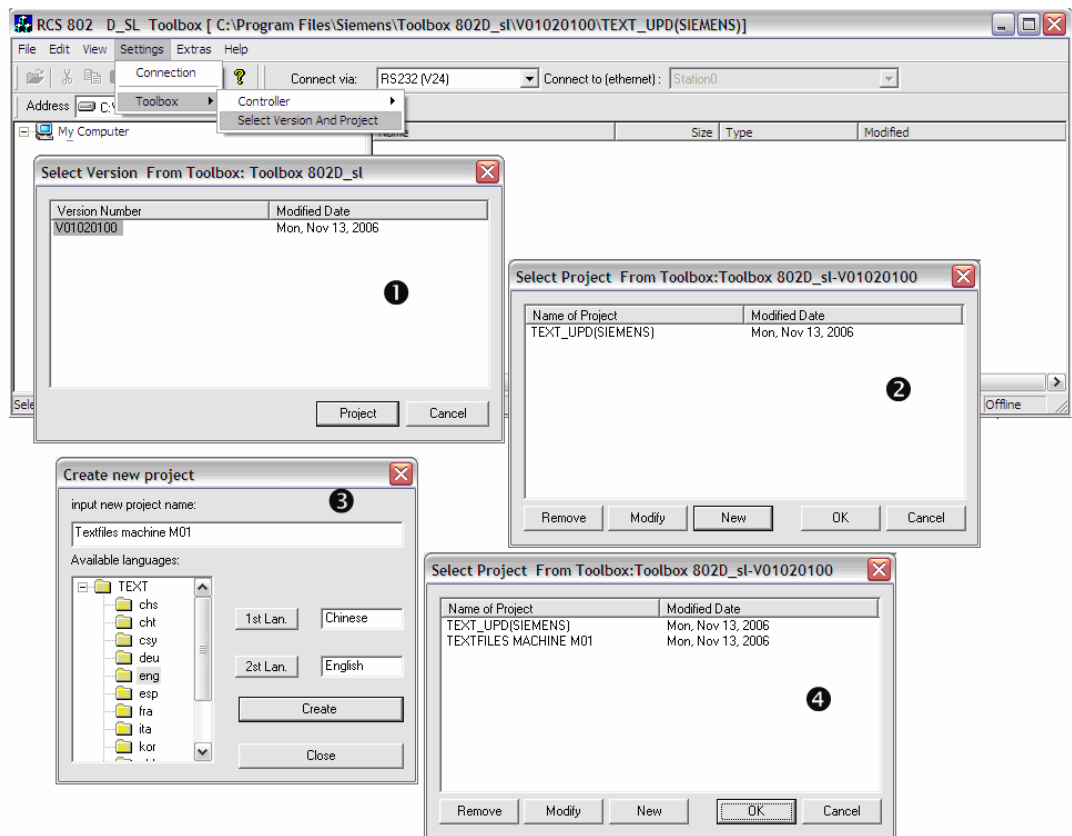 RCS 802 D_SL Toolbox [ C:\Program Files\Siemens\Toolbox 802D_sl\V01020100\TEXT_UPD(SIEMENS)]
File Edit View Settings Extras Help
Connection
Connect via: RS232 (V24) Connect to (ethernet) : Station0
Address C:\
Toolbox
Controller
Select Version And Project
My Computer
Name Size Type Modified
Select Version From Toolbox: Toolbox 802D_sl
Version Number Modified Date
V01020100 Mon, Nov 13, 2006
❶
Project Cancel
Select Project From Toolbox:Toolbox 802D_sl-V01020100
Name of Project Modified Date
TEXT_UPD(SIEMENS) Mon, Nov 13, 2006
❷
Remove Modify New OK Cancel
Sele
Offline
Create new project
❸
input new project name:
Textfiles machine M01
Available languages:
TEXT
chs
cht
csy
deu
eng
esp
fra
ita
kor
1st Lan. Chinese
2st Lan. English
Create
Close
Select Project From Toolbox:Toolbox 802D_sl-V01020100
Name of Project Modified Date
TEXT_UPD(SIEMENS) Mon, Nov 13, 2006
TEXTFILES MACHINE M01 Mon, Nov 13, 2006
❹
Remove Modify New OK Cancel